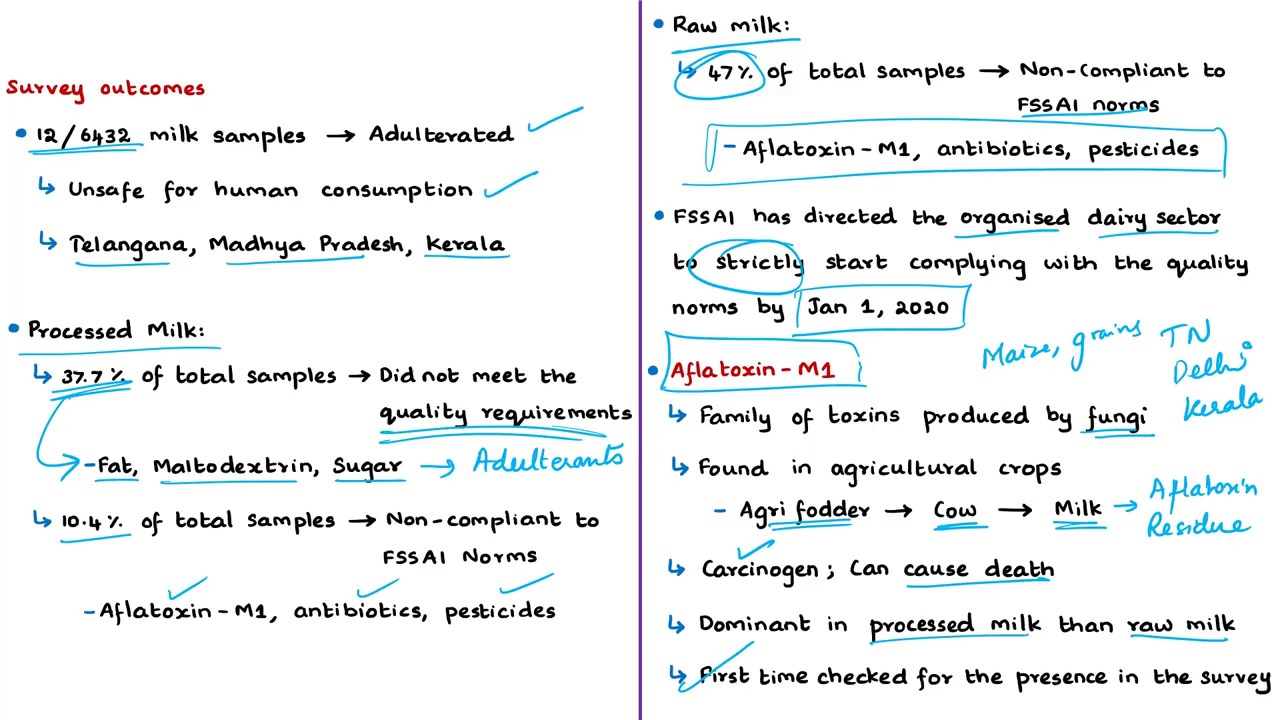 Survey outcomes
12/6432 milk samples → Adulterated
↳ Unsafe for human consumption
↳ Telangana, Madhya Pradesh, Kerala
Processed Milk:
↳ 37.7% of total samples → Did not meet the
quality requirements
- Fat, Maltodextrin, Sugar → Adulterants
↳ 10.4% of total samples → Non-compliant to
FSSAI Norms
- Aflatoxin-M1, antibiotics, pesticides
Raw milk:
↳ 47% of total samples → Non-Compliant to
FSSAI norms
- Aflatoxin-M1, antibiotics, pesticides
FSSAI has directed the organised dairy sector
to strictly start complying with the quality
norms by Jan 1, 2020
Maize, grains
TN
Delhi
Kerala
Aflatoxin-M1
↳ Family of toxins produced by fungi
↳ Found in agricultural crops
- Agri fodder → Cow → Milk → Aflatoxin
Residue
↳ Carcinogen; Can cause death
↳ Dominant in processed milk than raw milk
↳ First time checked for the presence in the survey